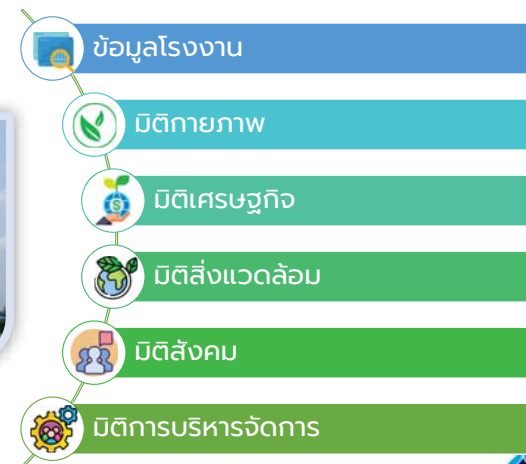 ข้อมูลโรงงาน
มิติกายภาพ
มิติเศรษฐกิจ
มิติสิ่งแวดล้อม
มิติสังคม
มิติการบริหารจัดการ